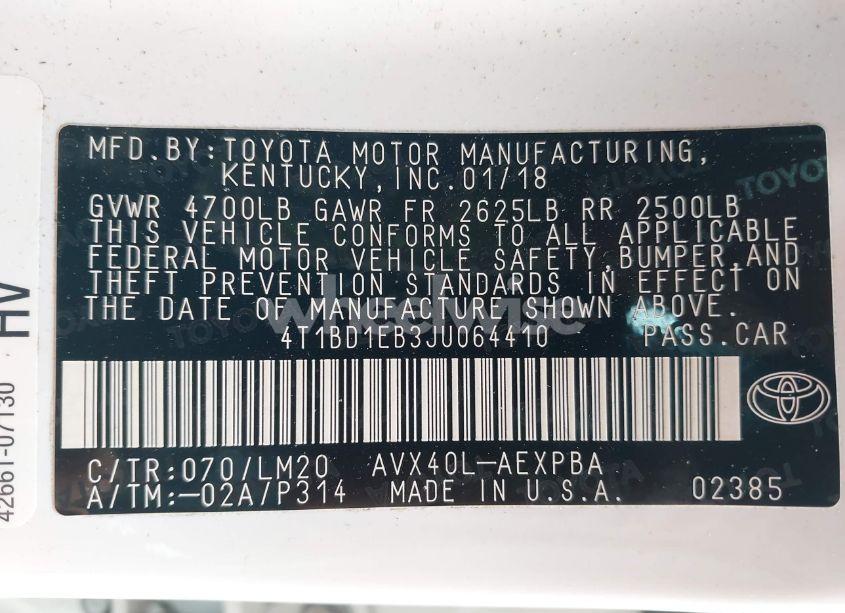 MFD.BY:TOYOTA MOTOR MANUFACTURING,
KENTUCKY,INC.01/18
GVWR 4700LB GAWR FR 2625LB RR 2500LB
THIS VEHICLE CONFORMS TO ALL APPLICABLE
FEDERAL MOTOR VEHICLE SAFETY,BUMPER,AND
THEFT PREVENTION STANDARDS IN EFFECT ON
THE DATE OF MANUFACTURE SHOWN ABOVE.
wheelwise
4T1BD1EB3JU064410 PASS.CAR
C/TR:070/LM20 AVX40L-AEXPBA
A/TM:-02A/P314 MADE IN U.S.A. 02385
HV
42661-07130